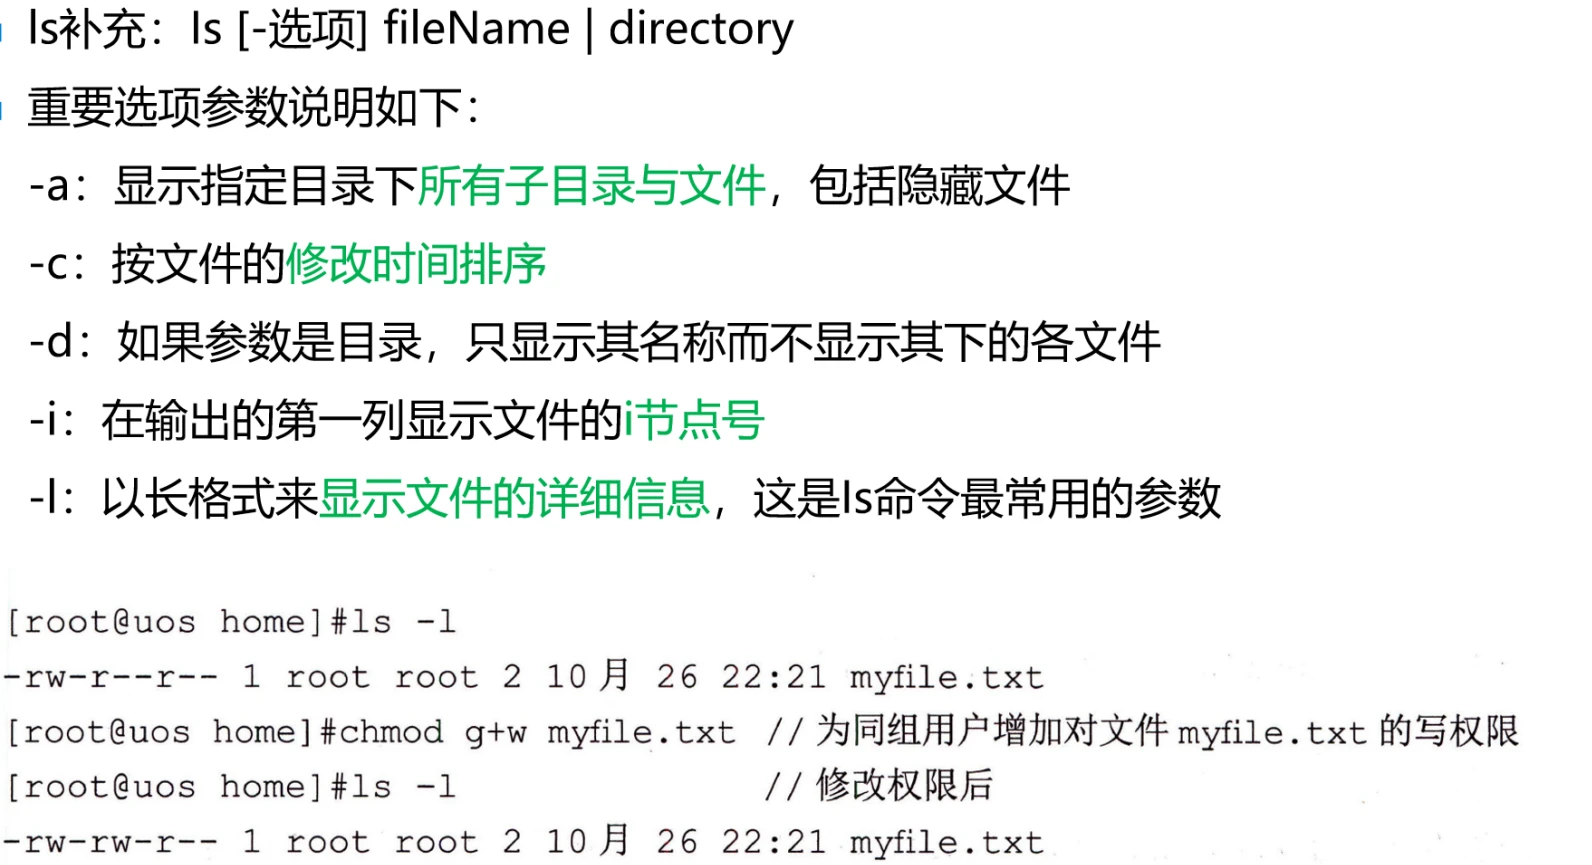 ls补充：ls [-选项] fileName | directory
重要选项参数说明如下：
-a：显示指定目录下所有子目录与文件，包括隐藏文件
-c：按文件的修改时间排序
-d：如果参数是目录，只显示其名称而不显示其下的各文件
-i：在输出的第一列显示文件的i节点号
-l：以长格式来显示文件的详细信息，这是ls命令最常用的参数
[root@uos home]#ls -l
-rw-r--r-- 1 root root 2 10月 26 22:21 myfile.txt
[root@uos home]#chmod g+w myfile.txt //为同组用户增加对文件myfile.txt的写权限
[root@uos home]#ls -l //修改权限后
-rw-rw-r-- 1 root root 2 10月 26 22:21 myfile.txt